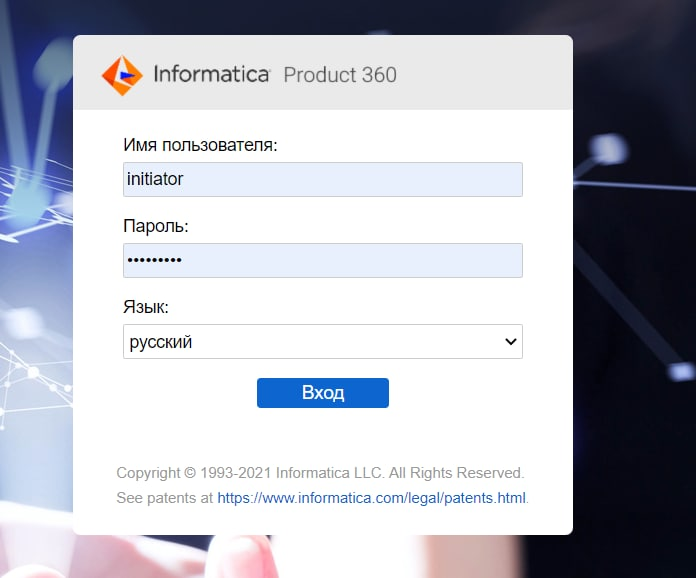 Informatica Product 360
Имя пользователя:
initiator
Пароль:
•••••••••
Язык:
русский
Вход
Copyright © 1993-2021 Informatica LLC. All Rights Reserved.
See patents at https://www.informatica.com/legal/patents.html.